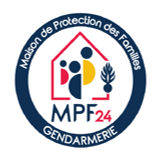 Maison de Protection des Familles
MPF24
GENDARMERIE